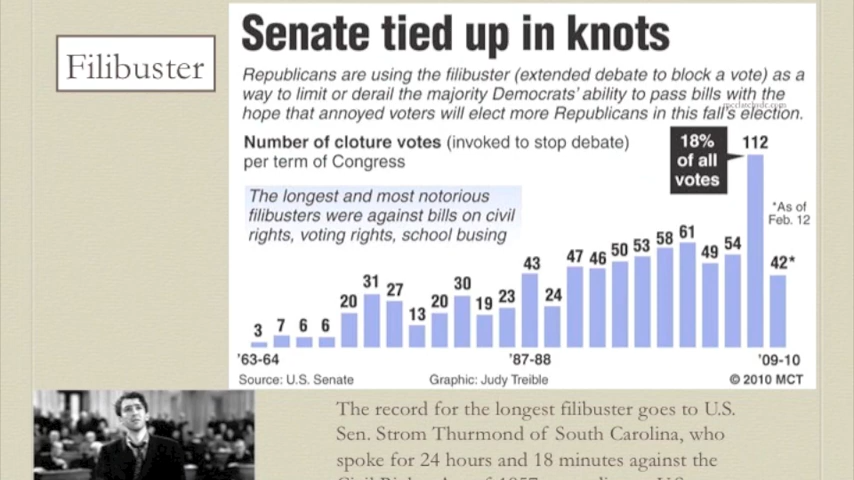 Filibuster
Senate tied up in knots
Republicans are using the filibuster (extended debate to block a vote) as a
way to limit or derail the majority Democrats' ability to pass bills with the
hope that annoyed voters will elect more Republicans in this fall's election.
Number of cloture votes (invoked to stop debate)
per term of Congress
The longest and most notorious
filibusters were against bills on civil
rights, voting rights, school busing
18%
of all
votes
112
*As of
Feb. 12
3 7 6 6 20 31 27 13 20 30 19 23 43 24 47 46 50 53 58 61 49 54 42*
'63-64 '87-88 '09-10
Source: U.S. Senate Graphic: Judy Treible © 2010 MCT
The record for the longest filibuster goes to U.S.
Sen. Strom Thurmond of South Carolina, who
spoke for 24 hours and 18 minutes against the